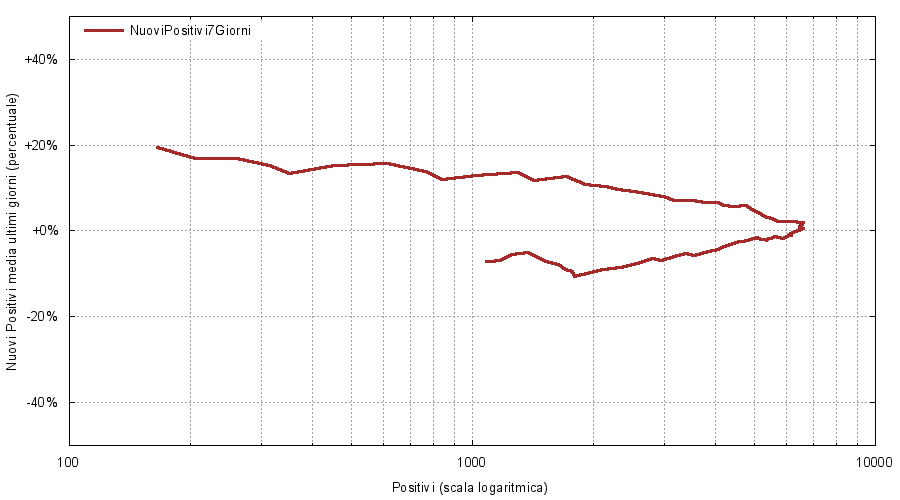 NuoviPositivi7Giorni
+40%
+20%
+0%
-20%
-40%
Nuovi Positivi media ultimi giorni (percentuale)
100
1000
10000
Positivi (scala logaritmica)